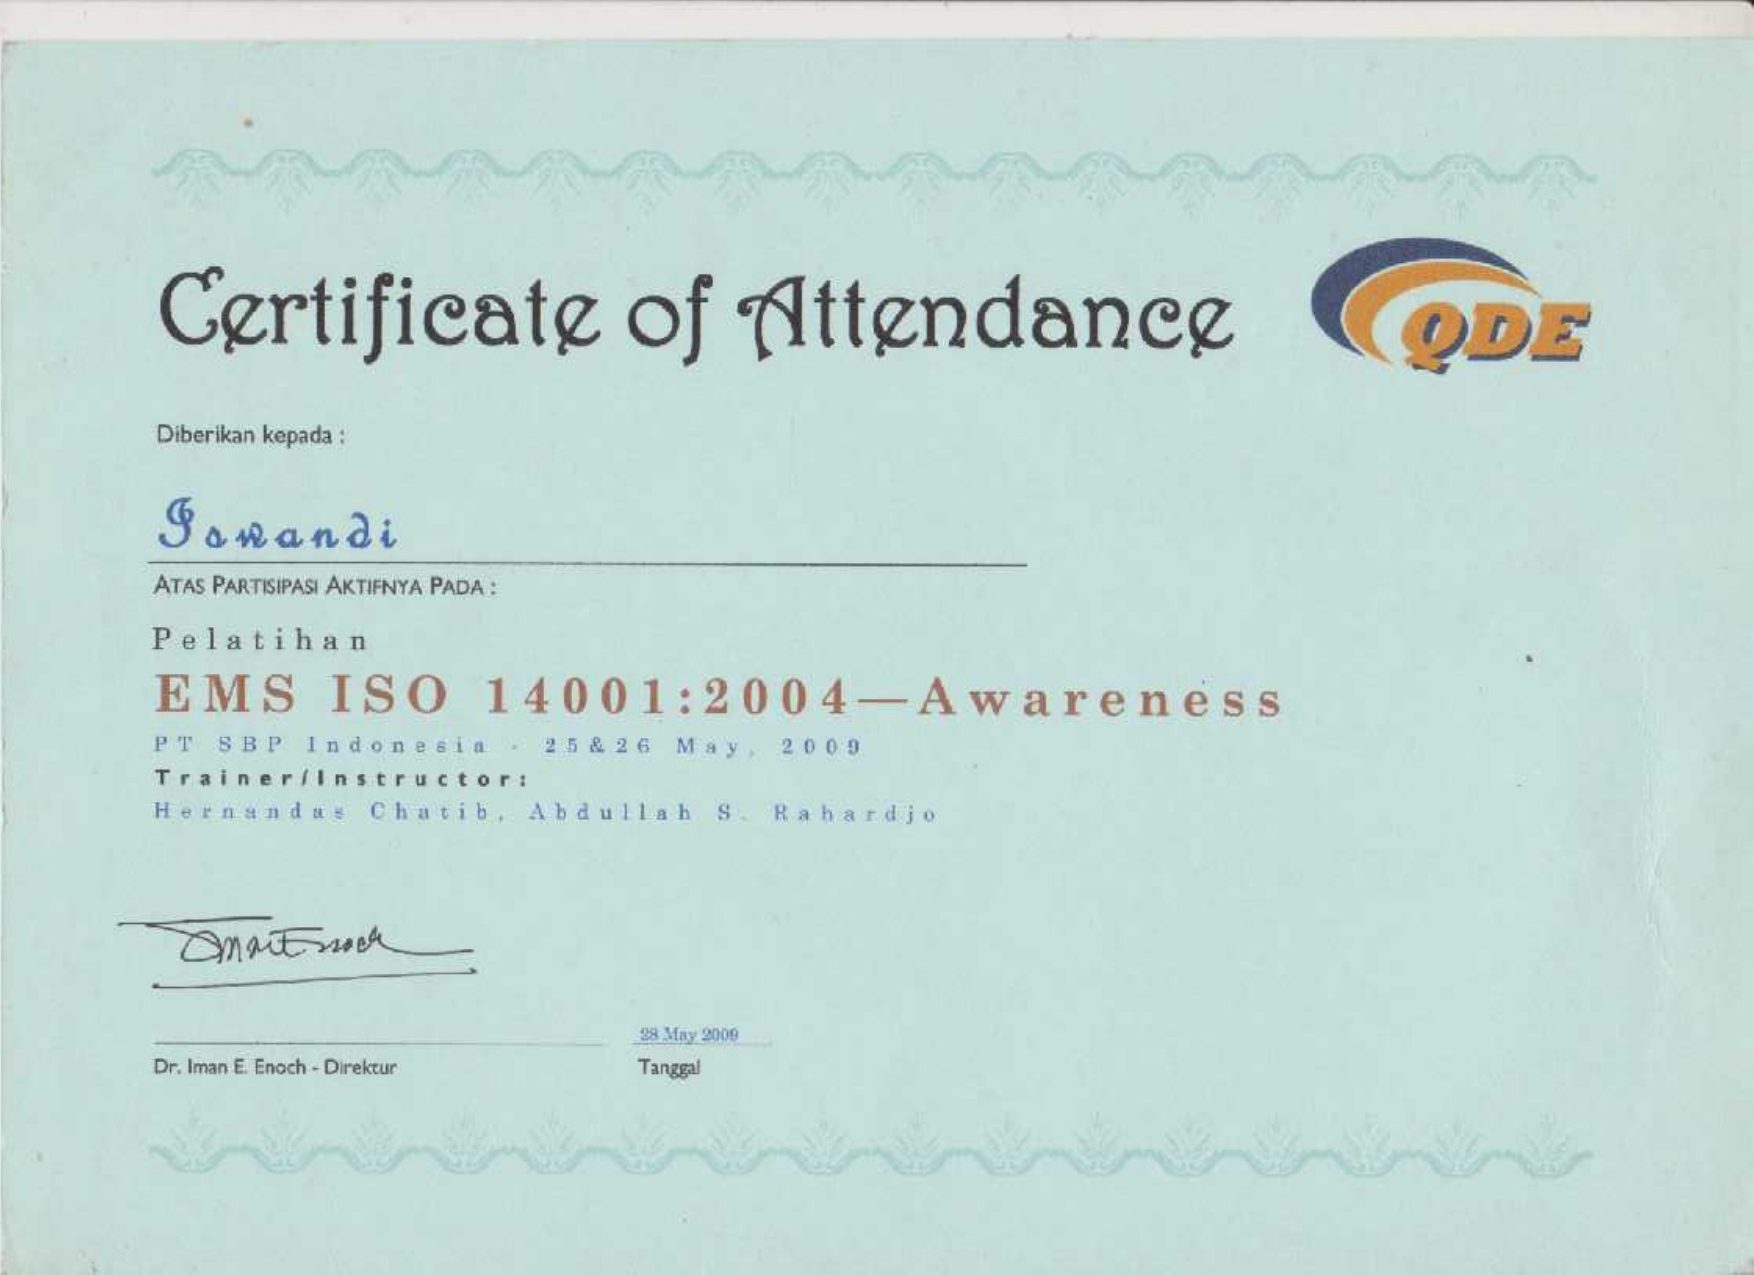 Certificate of Attendance
QDE
Diberikan kepada :
Iswandi
ATAS PARTISIPASI AKTIFNYA PADA :
Pelatihan
EMS ISO 14001:2004—Awareness
PT SBP Indonesia - 25&26 May, 2009
Trainer/Instructor:
Hernandas Chatib, Abdullah S. Rahardjo
28 May 2009
Dr. Iman E. Enoch - Direktur
Tanggal